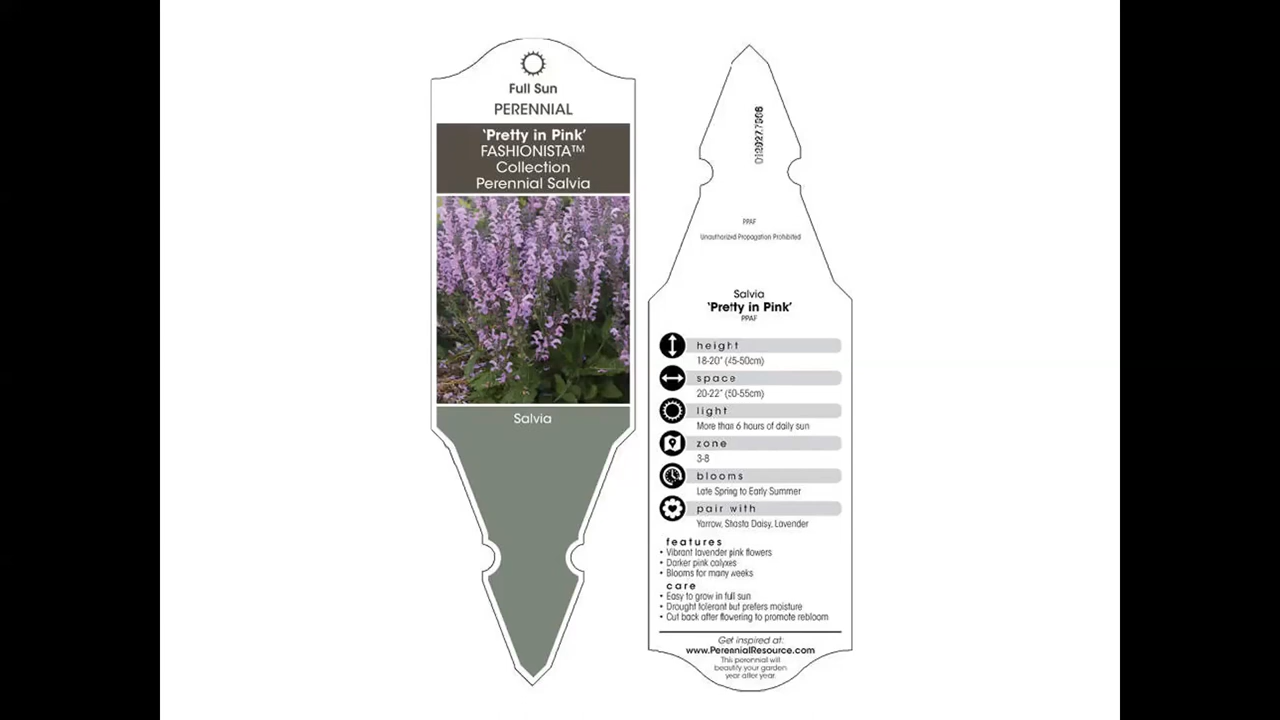 Full Sun
PERENNIAL
‘Pretty in Pink’
FASHIONISTA™
Collection
Perennial Salvia
Salvia
PPAF
Unauthorized Propagation Prohibited
Salvia
‘Pretty in Pink’
PPAF
height
18-20" (45-50cm)
space
20-22" (50-55cm)
light
More than 6 hours of daily sun
zone
3-8
blooms
Late Spring to Early Summer
pair with
Yarrow, Shasta Daisy, Lavender
features
• Vibrant lavender pink flowers
• Darker pink calyxes
• Blooms for many weeks
care
• Easy to grow in full sun
• Drought tolerant but prefers moisture
• Cut back after flowering to promote rebloom
Get inspired at:
www.PerennialResource.com
This perennial will
beautify your garden
year after year.